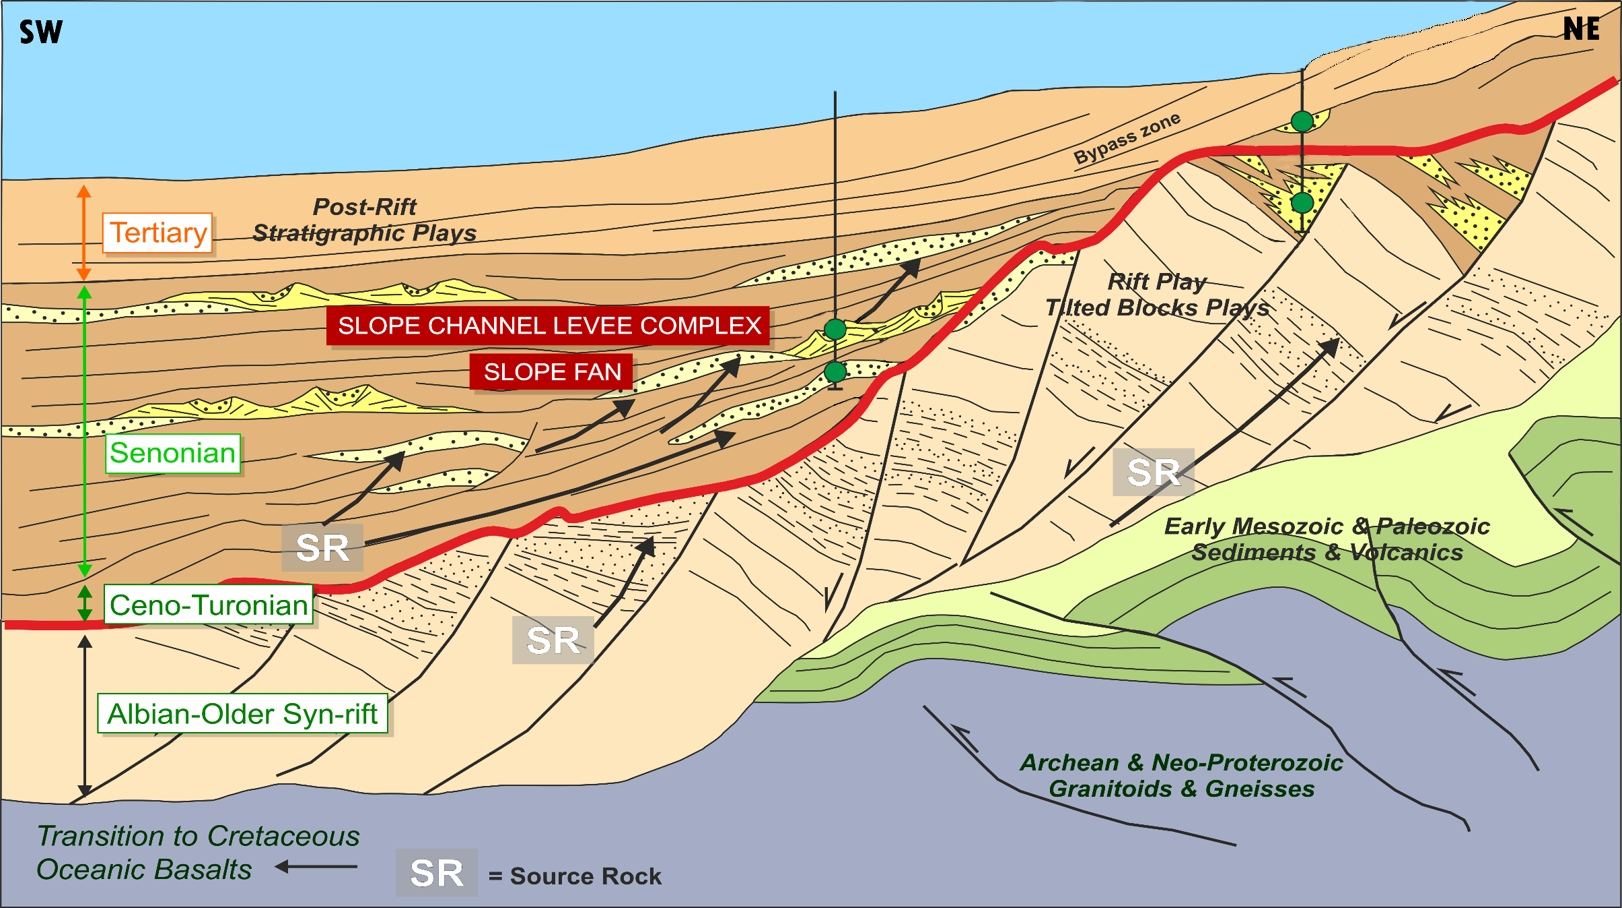 SW
NE
Bypass zone
Post-Rift
Stratigraphic Plays
Tertiary
Rift Play
Tilted Blocks Plays
SLOPE CHANNEL LEVEE COMPLEX
SLOPE FAN
Senonian
SR
SR
Early Mesozoic & Paleozoic
Sediments & Volcanics
Ceno-Turonian
SR
Albian-Older Syn-rift
Archean & Neo-Proterozoic
Granitoids & Gneisses
Transition to Cretaceous
Oceanic Basalts
SR = Source Rock